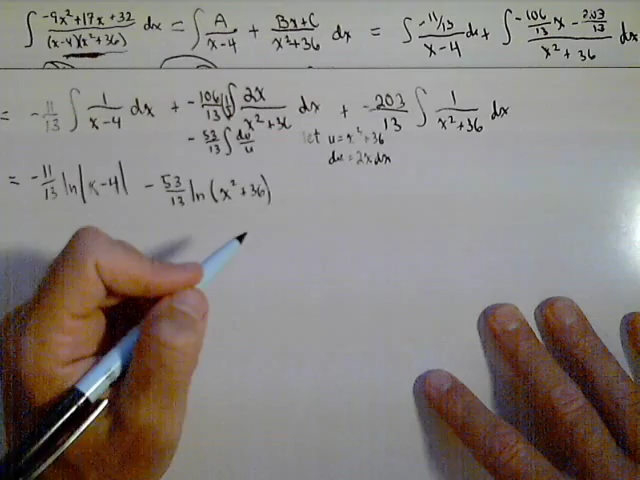 ∫ -9x² + 17x + 32 / (x-4)(x²+36) dx = ∫ A / x-4 + Bx+C / x²+36 dx = ∫ -11/13 / x-4 dx + ∫ -106/13 x - 203/13 / x²+36 dx
= -11/13 ∫ 1 / x-4 dx + -106/13 ∫ 2x / x²+36 dx + -203/13 ∫ 1 / x²+36 dx
- 53/13 ∫ du/u let u = x²+36
du = 2x dx
= -11/13 ln|x-4| - 53/13 ln(x²+36)